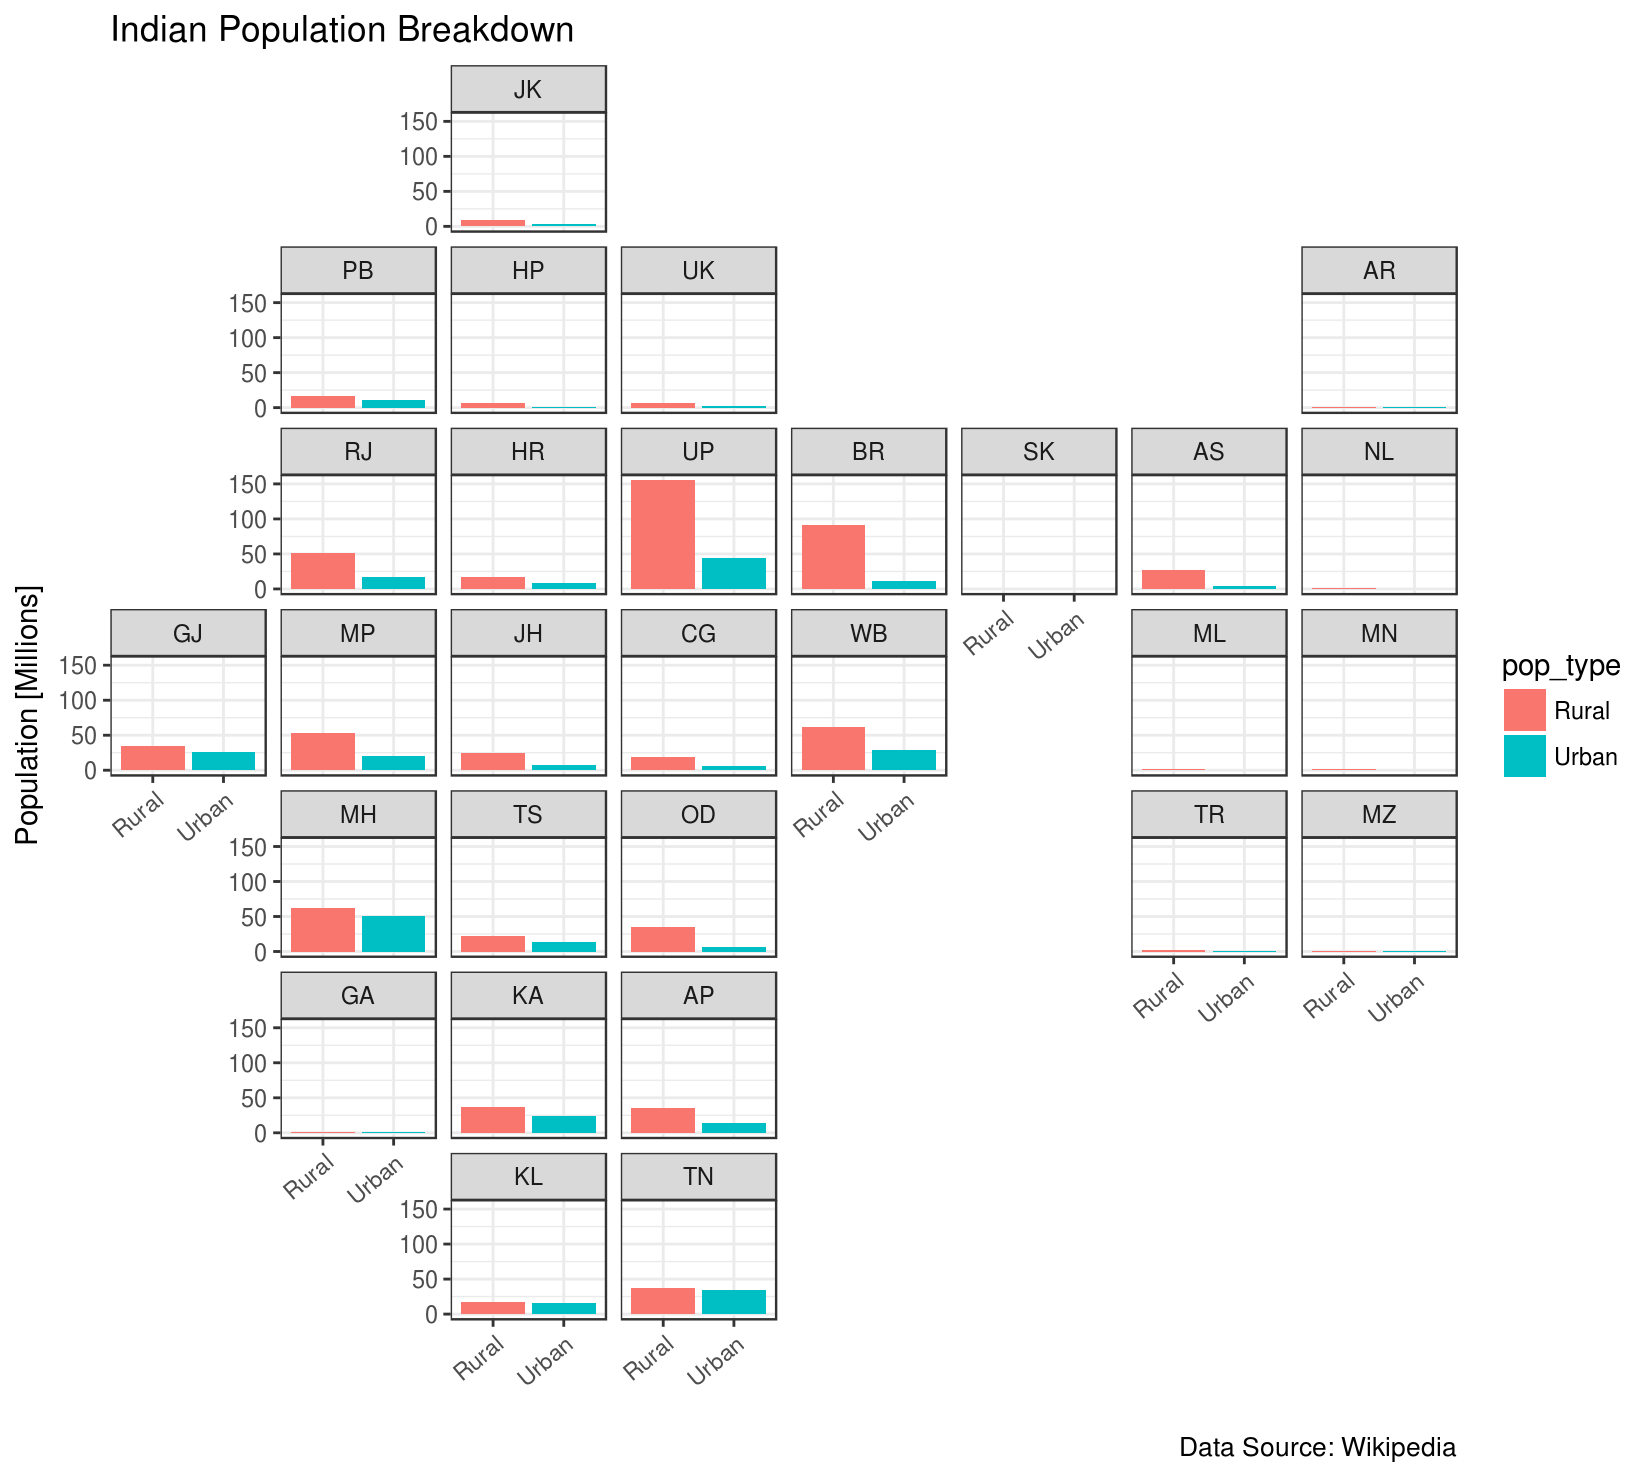 Indian Population Breakdown
JK
150
100
50
0
PB HP UK AR
150
100
50
0
RJ HR UP BR SK AS NL
150
100
50
0
Rural Urban
GJ MP JH CG WB ML MN
150
100
50
0
Rural Urban Rural Urban
MH TS OD TR MZ
150
100
50
0
Rural Urban Rural Urban
GA KA AP
150
100
50
0
Rural Urban
KL TN
150
100
50
0
Rural Urban Rural Urban
Population [Millions]
pop_type
Rural
Urban
Data Source: Wikipedia